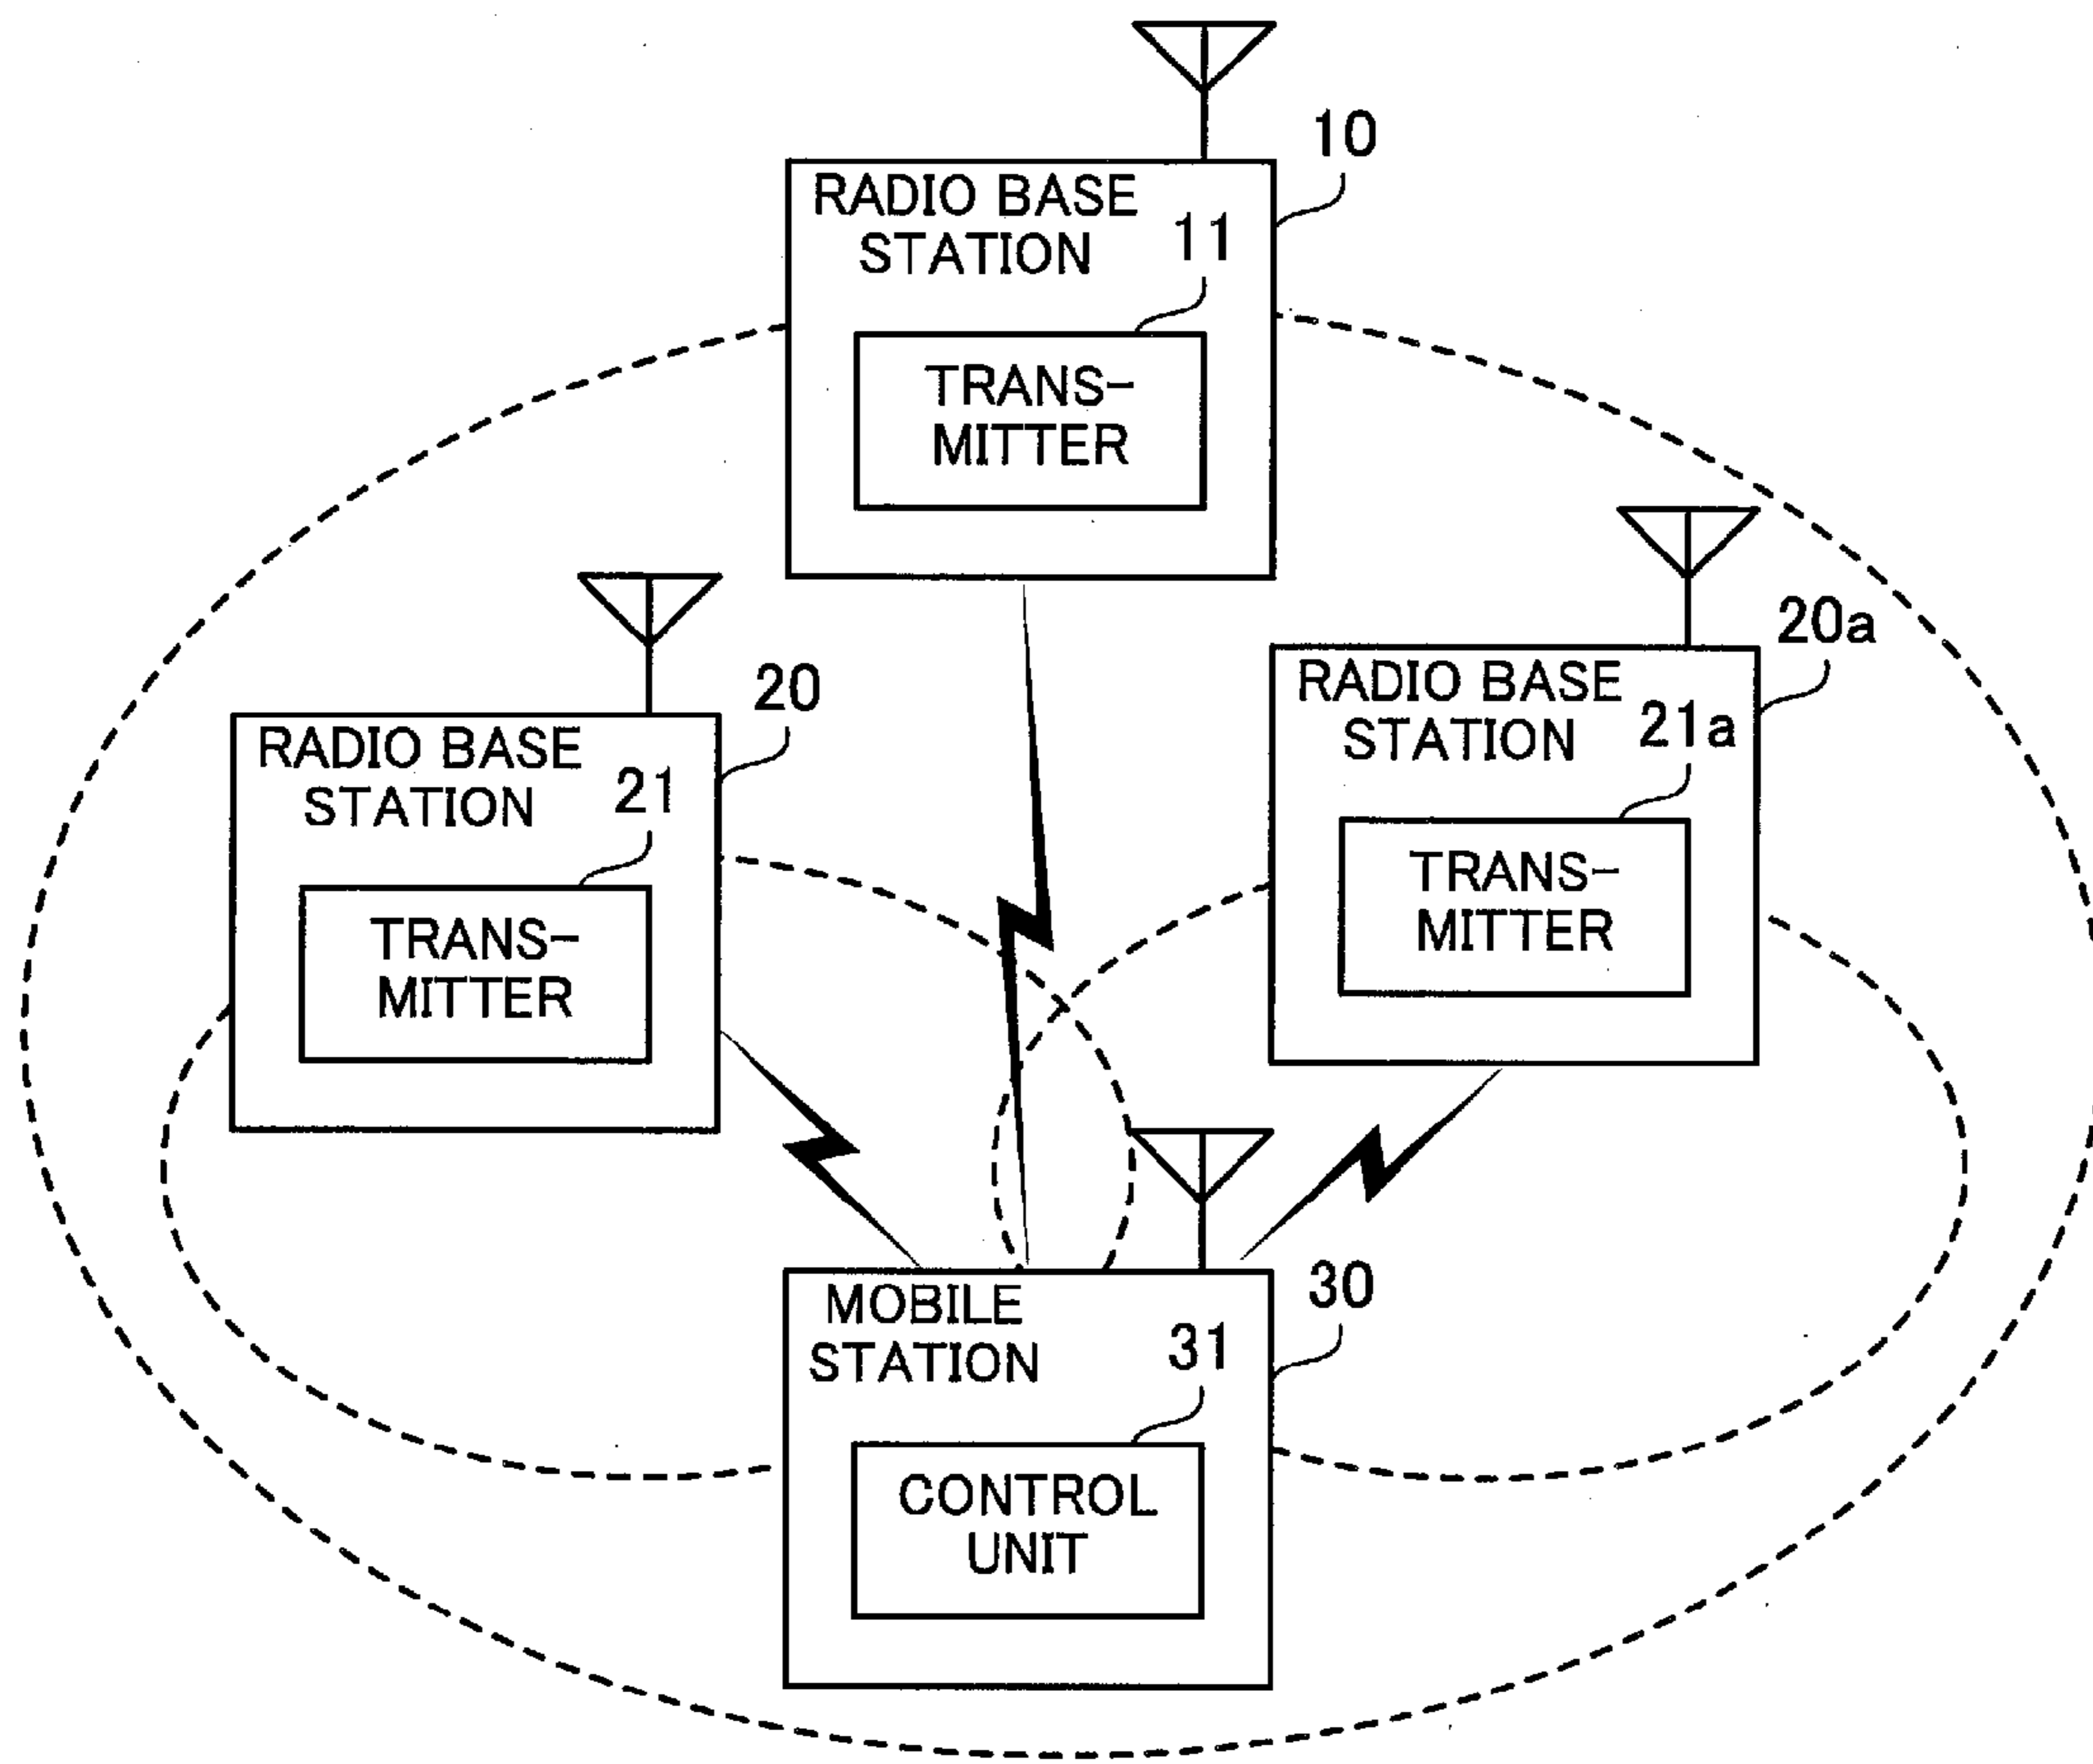 10
RADIO BASE
STATION
11
TRANS-
MITTER
20a
RADIO BASE
STATION
21a
TRANS-
MITTER
20
RADIO BASE
STATION
21
TRANS-
MITTER
30
MOBILE
STATION
31
CONTROL
UNIT